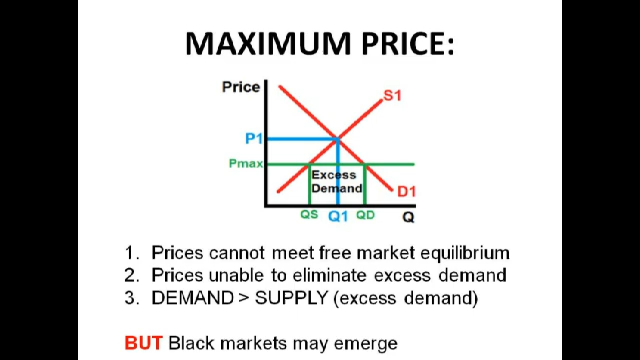 MAXIMUM PRICE:
Price
S1
P1
Pmax
Excess
Demand
D1
QS Q1 QD Q
1. Prices cannot meet free market equilibrium
2. Prices unable to eliminate excess demand
3. DEMAND > SUPPLY (excess demand)
BUT Black markets may emerge